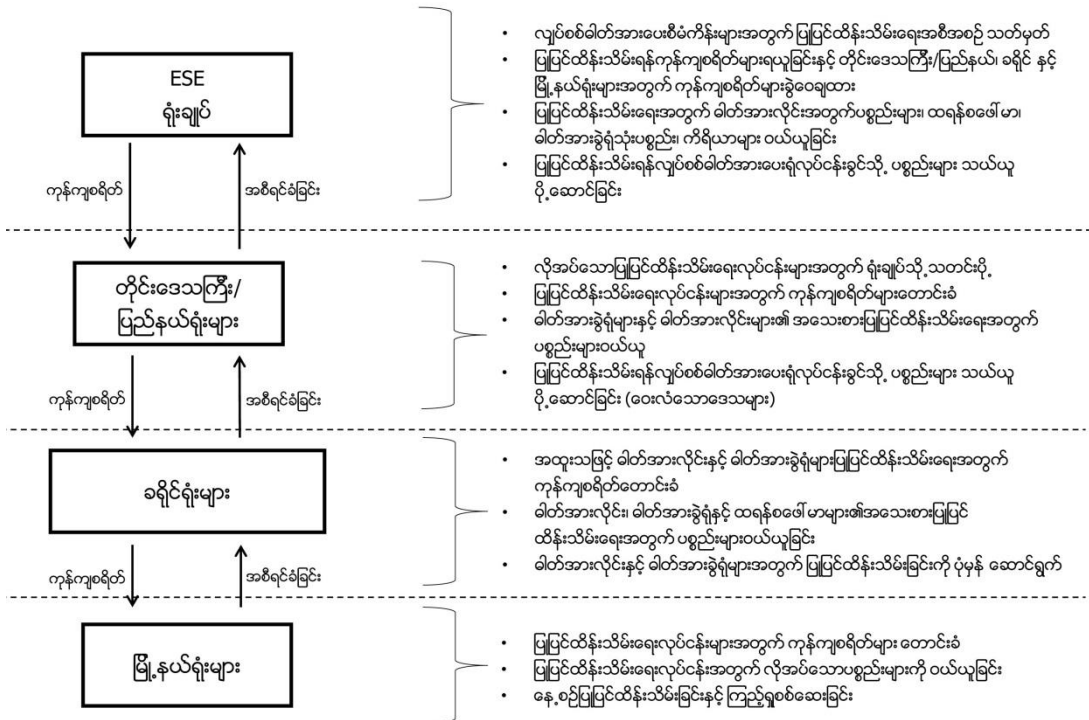 ESE
ရုံးချုပ်
• လျှပ်စစ်ဓါတ်အားပေးစီမံကိန်းများအတွက် ပြုပြင်ထိန်းသိမ်းရေးအစီအစဉ် သတ်မှတ်
• ပြုပြင်ထိန်းသိမ်းရန်ကုန်ကျစရိတ်များရယူခြင်းနှင့် တိုင်းဒေသကြီး/ပြည်နယ်၊ ခရိုင် နှင့်
မြို့နယ်ရုံးများအတွက် ကုန်ကျစရိတ်များခွဲဝေချထား
• ပြုပြင်ထိန်းသိမ်းရေးအတွက် ဓါတ်အားလိုင်းအတွက်ပစ္စည်းများ၊ ထရန်စဖေါ်မာ၊
ဓါတ်အားခွဲရုံသုံးပစ္စည်း၊ ကိရိယာများ ဝယ်ယူခြင်း
• ပြုပြင်ထိန်းသိမ်းရန်လျှပ်စစ်ဓါတ်အားပေးရုံလုပ်ငန်းခွင်သို့ ပစ္စည်းများ သယ်ယူ
ပို့ဆောင်ခြင်း
ကုန်ကျစရိတ်
အစီရင်ခံခြင်း
တိုင်းဒေသကြီး/
ပြည်နယ်ရုံးများ
• လိုအပ်သောပြုပြင်ထိန်းသိမ်းရေးလုပ်ငန်းများအတွက် ရုံးချုပ်သို့ သတင်းပို့
• ပြုပြင်ထိန်းသိမ်းရေးလုပ်ငန်းများအတွက် ကုန်ကျစရိတ်များတောင်းခံ
• ဓါတ်အားခွဲရုံများနှင့် ဓါတ်အားလိုင်းများ၏ အသေးစားပြုပြင်ထိန်းသိမ်းရေးအတွက်
ပစ္စည်းများဝယ်ယူ
• ပြုပြင်ထိန်းသိမ်းရန်လျှပ်စစ်ဓါတ်အားပေးရုံလုပ်ငန်းခွင်သို့ ပစ္စည်းများ သယ်ယူ
ပို့ဆောင်ခြင်း (ဝေးလံသောဒေသများ)
ကုန်ကျစရိတ်
အစီရင်ခံခြင်း
ခရိုင်ရုံးများ
• အထူးသဖြင့် ဓါတ်အားလိုင်းနှင့် ဓါတ်အားခွဲရုံများပြုပြင်ထိန်းသိမ်းရေးအတွက်
ကုန်ကျစရိတ်တောင်းခံ
• ဓါတ်အားလိုင်း၊ ဓါတ်အားခွဲရုံနှင့် ထရန်စဖေါ်မာများ၏အသေးစားပြုပြင်
ထိန်းသိမ်းရေးအတွက် ပစ္စည်းများဝယ်ယူခြင်း
• ဓါတ်အားလိုင်းနှင့် ဓါတ်အားခွဲရုံများအတွက် ပြုပြင်ထိန်းသိမ်းခြင်းကို ပုံမှန် ဆောင်ရွက်
ကုန်ကျစရိတ်
အစီရင်ခံခြင်း
မြို့နယ်ရုံးများ
• ပြုပြင်ထိန်းသိမ်းရေးလုပ်ငန်းများအတွက် ကုန်ကျစရိတ်များ တောင်းခံ
• ပြုပြင်ထိန်းသိမ်းရေးလုပ်ငန်းအတွက် လိုအပ်သောပစ္စည်းများကို ဝယ်ယူခြင်း
• နေ့စဉ်ပြုပြင်ထိန်းသိမ်းခြင်းနှင့် ကြည့်ရှုစစ်ဆေးခြင်း